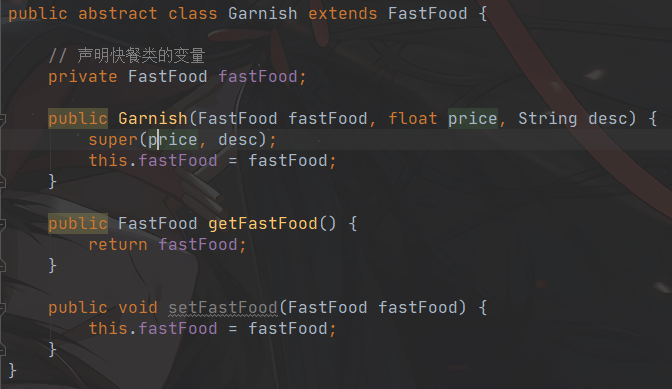 public abstract class Garnish extends FastFood {
// 声明快餐类的变量
private FastFood fastFood;
public Garnish(FastFood fastFood, float price, String desc) {
super(price, desc);
this.fastFood = fastFood;
}
public FastFood getFastFood() {
return fastFood;
}
public void setFastFood(FastFood fastFood) {
this.fastFood = fastFood;
}
}